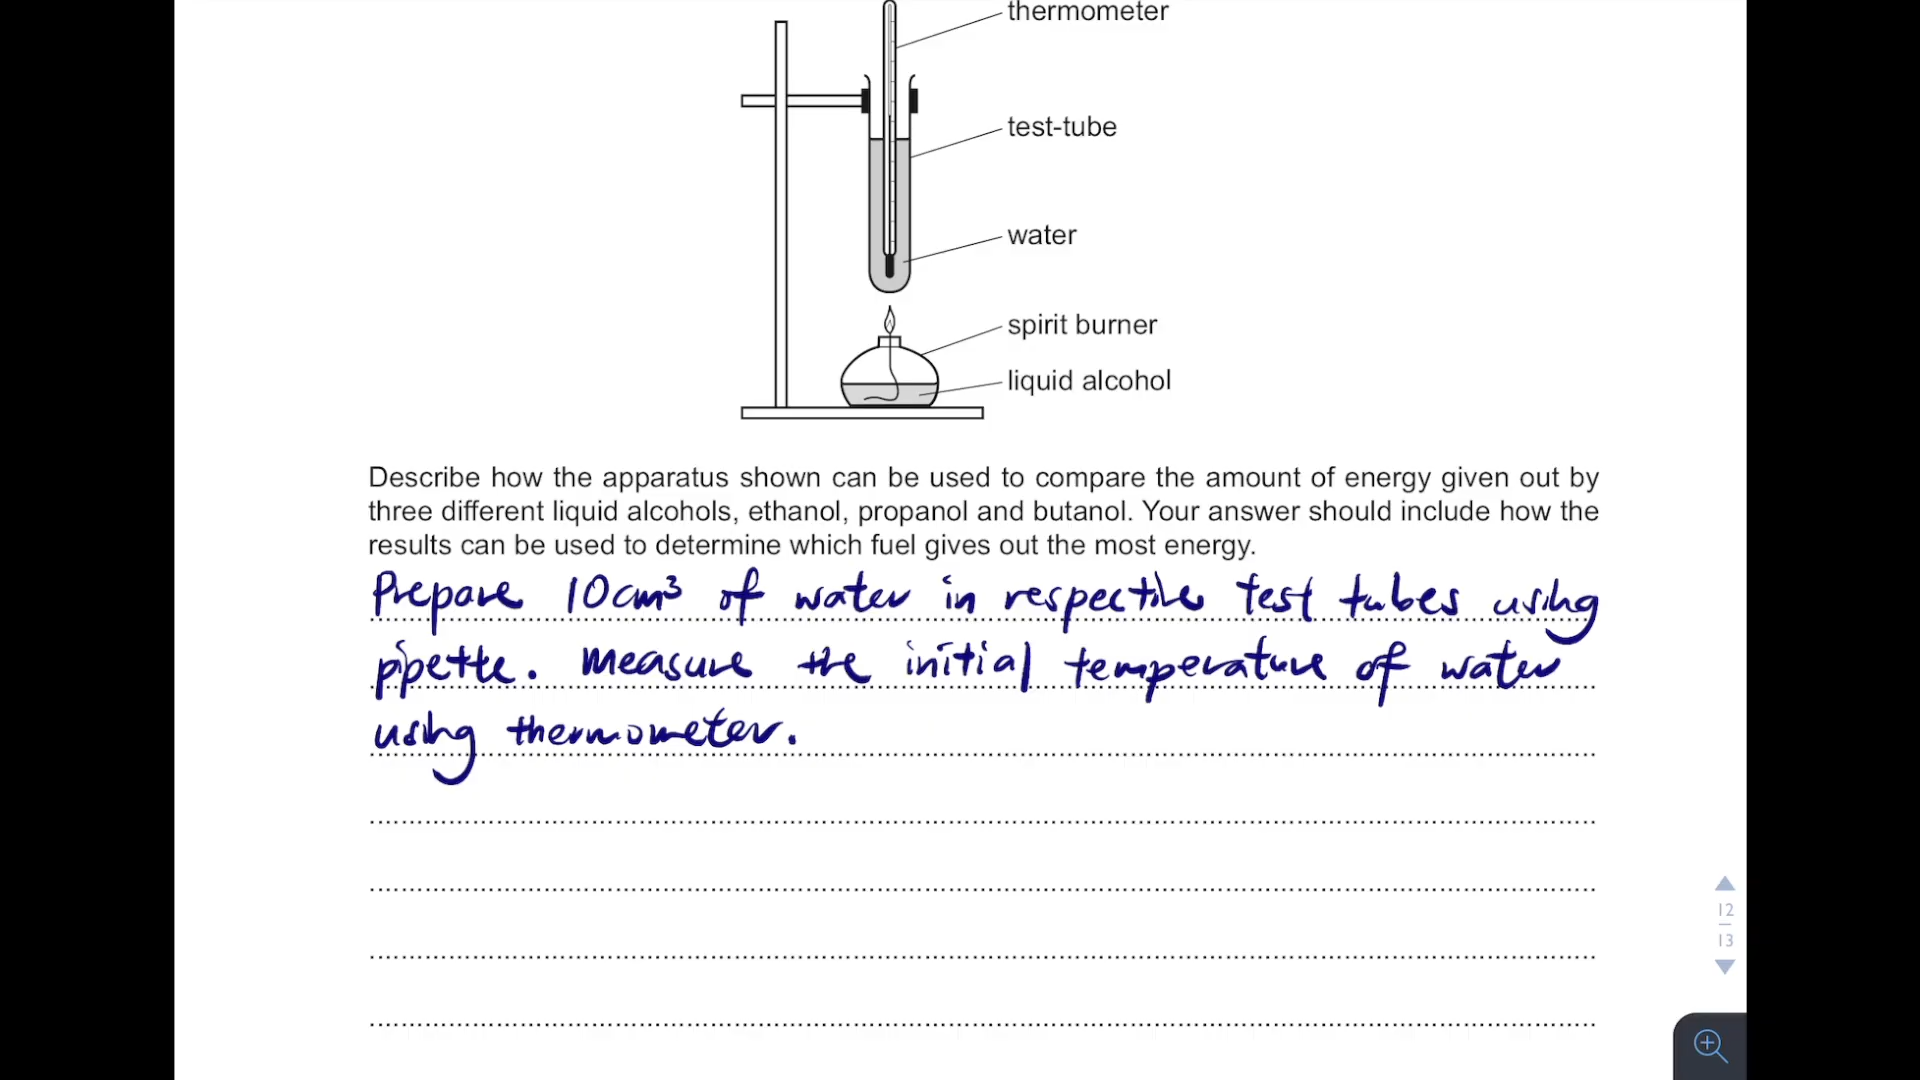 thermometer
test-tube
water
spirit burner
liquid alcohol
Describe how the apparatus shown can be used to compare the amount of energy given out by
three different liquid alcohols, ethanol, propanol and butanol. Your answer should include how the
results can be used to determine which fuel gives out the most energy.
Prepare 10cm³ of water in respective test tubes using
pipette. Measure the initial temperature of water
using thermometer.
12
13